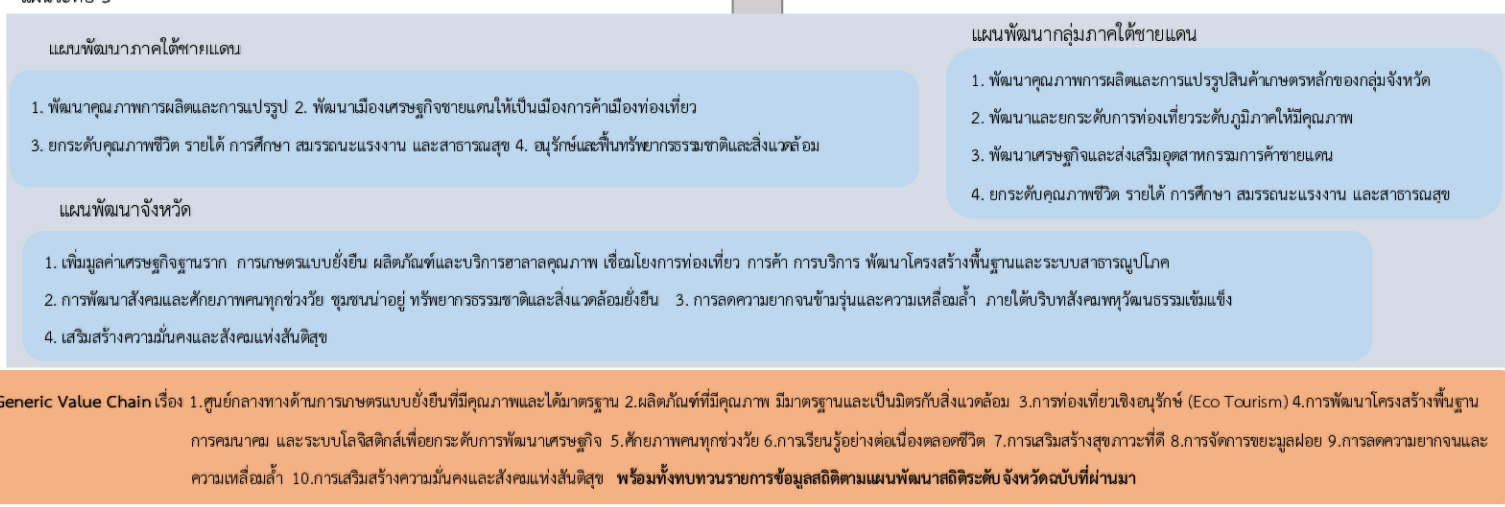 แผนพัฒนาภาคใต้ชายแดน
1. พัฒนาคุณภาพการผลิตและการแปรรูป 2. พัฒนาเมืองเศรษฐกิจชายแดนให้เป็นเมืองการค้าเมืองท่องเที่ยว
3. ยกระดับคุณภาพชีวิต รายได้ การศึกษา สมรรถนะแรงงาน และสาธารณสุข 4. อนุรักษ์และฟื้นทรัพยากรธรรมชาติและสิ่งแวดล้อม
แผนพัฒนากลุ่มภาคใต้ชายแดน
1. พัฒนาคุณภาพการผลิตและการแปรรูปสินค้าเกษตรหลักของกลุ่มจังหวัด
2. พัฒนาและยกระดับการท่องเที่ยวระดับภูมิภาคให้มีคุณภาพ
3. พัฒนาเศรษฐกิจและส่งเสริมอุตสาหกรรมการค้าชายแดน
4. ยกระดับคุณภาพชีวิต รายได้ การศึกษา สมรรถนะแรงงาน และสาธารณสุข
แผนพัฒนาจังหวัด
1. เพิ่มมูลค่าเศรษฐกิจฐานราก การเกษตรแบบยั่งยืน ผลิตภัณฑ์และบริการฮาลาลคุณภาพ เชื่อมโยงการท่องเที่ยว การค้า การบริการ พัฒนาโครงสร้างพื้นฐานและระบบสาธารณูปโภค
2. การพัฒนาสังคมและศักยภาพคนทุกช่วงวัย ชุมชนน่าอยู่ ทรัพยากรธรรมชาติและสิ่งแวดล้อมยั่งยืน 3. การลดความยากจนข้ามรุ่นและความเหลื่อมล้ำ ภายใต้บริบทสังคมพหุวัฒนธรรมเข้มแข็ง
4. เสริมสร้างความมั่นคงและสังคมแห่งสันติสุข
Generic Value Chain เรื่อง 1.ศูนย์กลางทางด้านการเกษตรแบบยั่งยืนที่มีคุณภาพและได้มาตรฐาน 2.ผลิตภัณฑ์ที่มีคุณภาพ มีมาตรฐานและเป็นมิตรกับสิ่งแวดล้อม 3.การท่องเที่ยวเชิงอนุรักษ์ (Eco Tourism) 4.การพัฒนาโครงสร้างพื้นฐาน
การคมนาคม และระบบโลจิสติกส์เพื่อยกระดับการพัฒนาเศรษฐกิจ 5.ศักยภาพคนทุกช่วงวัย 6.การเรียนรู้อย่างต่อเนื่องตลอดชีวิต 7.การเสริมสร้างสุขภาวะที่ดี 8.การจัดการขยะมูลฝอย 9.การลดความยากจนและ
ความเหลื่อมล้ำ 10.การเสริมสร้างความมั่นคงและสังคมแห่งสันติสุข พร้อมทั้งทบทวนรายการข้อมูลสถิติตามแผนพัฒนาสถิติระดับจังหวัดฉบับที่ผ่านมา